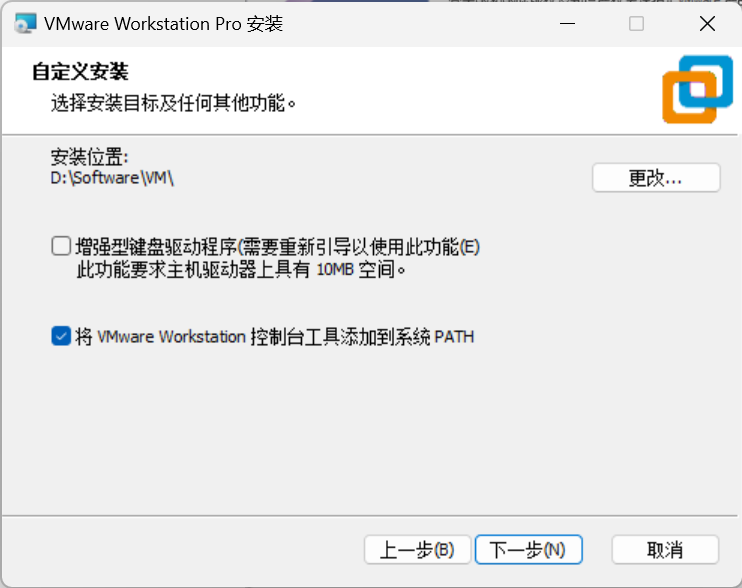 VMware Workstation Pro 安装
自定义安装
选择安装目标及任何其他功能。
安装位置:
D:\Software\VM\
更改...
增强型键盘驱动程序(需要重新引导以使用此功能(E)
此功能要求主机驱动器上具有 10MB 空间。
将 VMware Workstation 控制台工具添加到系统 PATH
上一步(B)
下一步(N)
取消